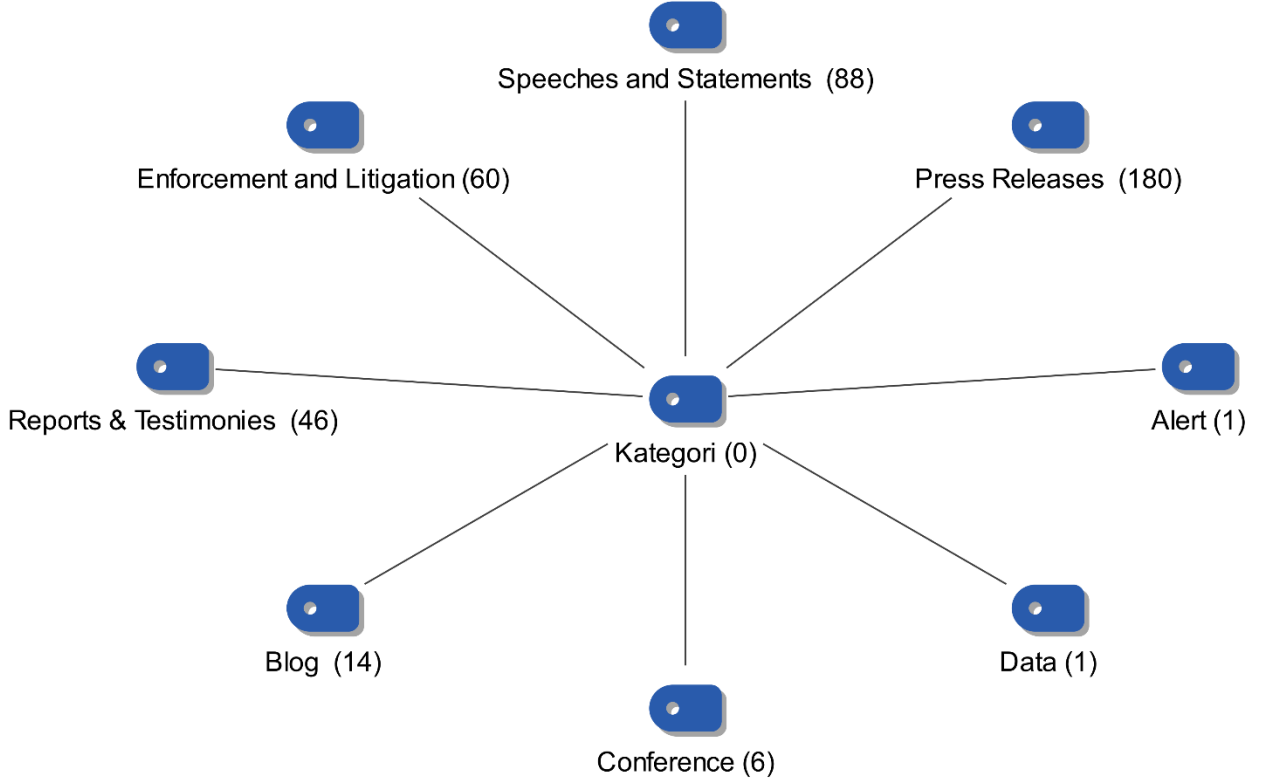 Speeches and Statements (88)
Enforcement and Litigation (60)
Press Releases (180)
Reports & Testimonies (46)
Alert (1)
Kategori (0)
Blog (14)
Data (1)
Conference (6)